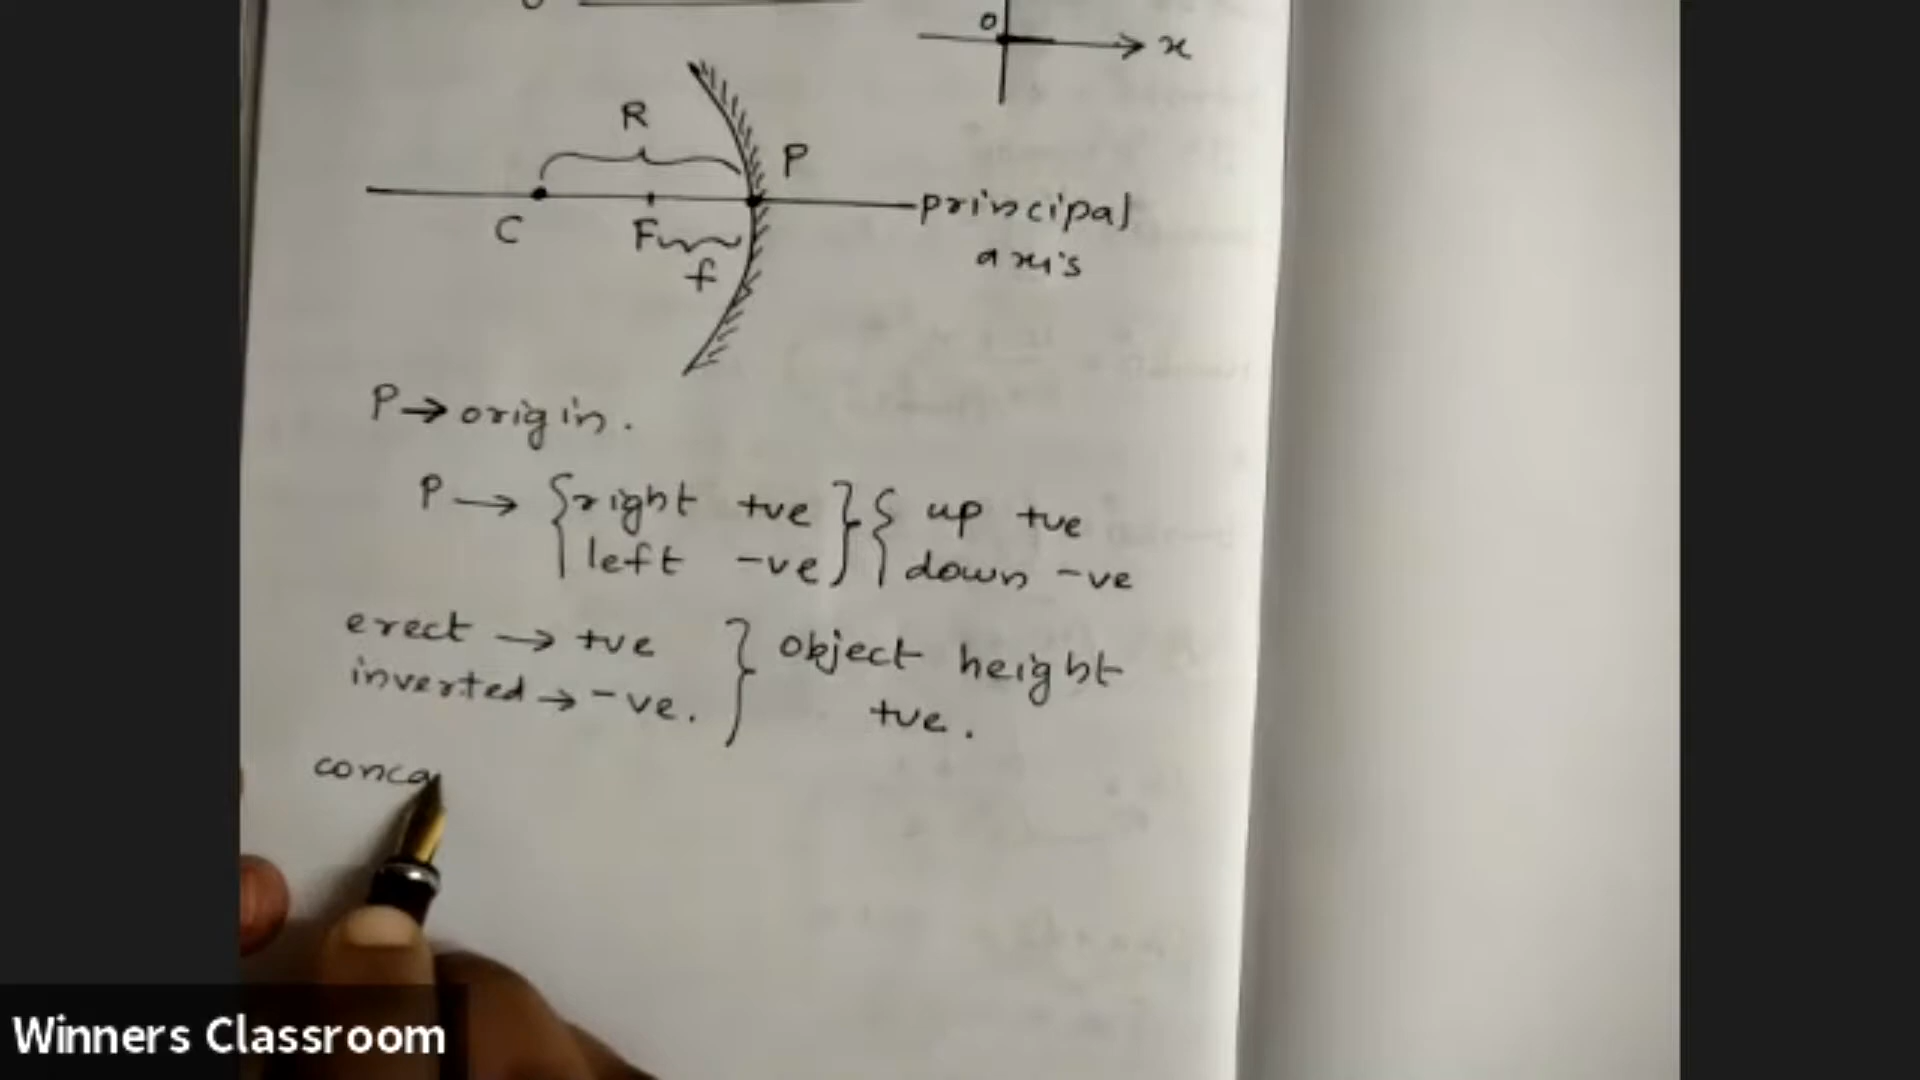 0
x
R
P
principal
axis
C
F
f
P → origin.
P → { right +ve } { up +ve
left -ve down -ve
erect → +ve } object height
inverted → -ve. +ve.
conca
Winners Classroom